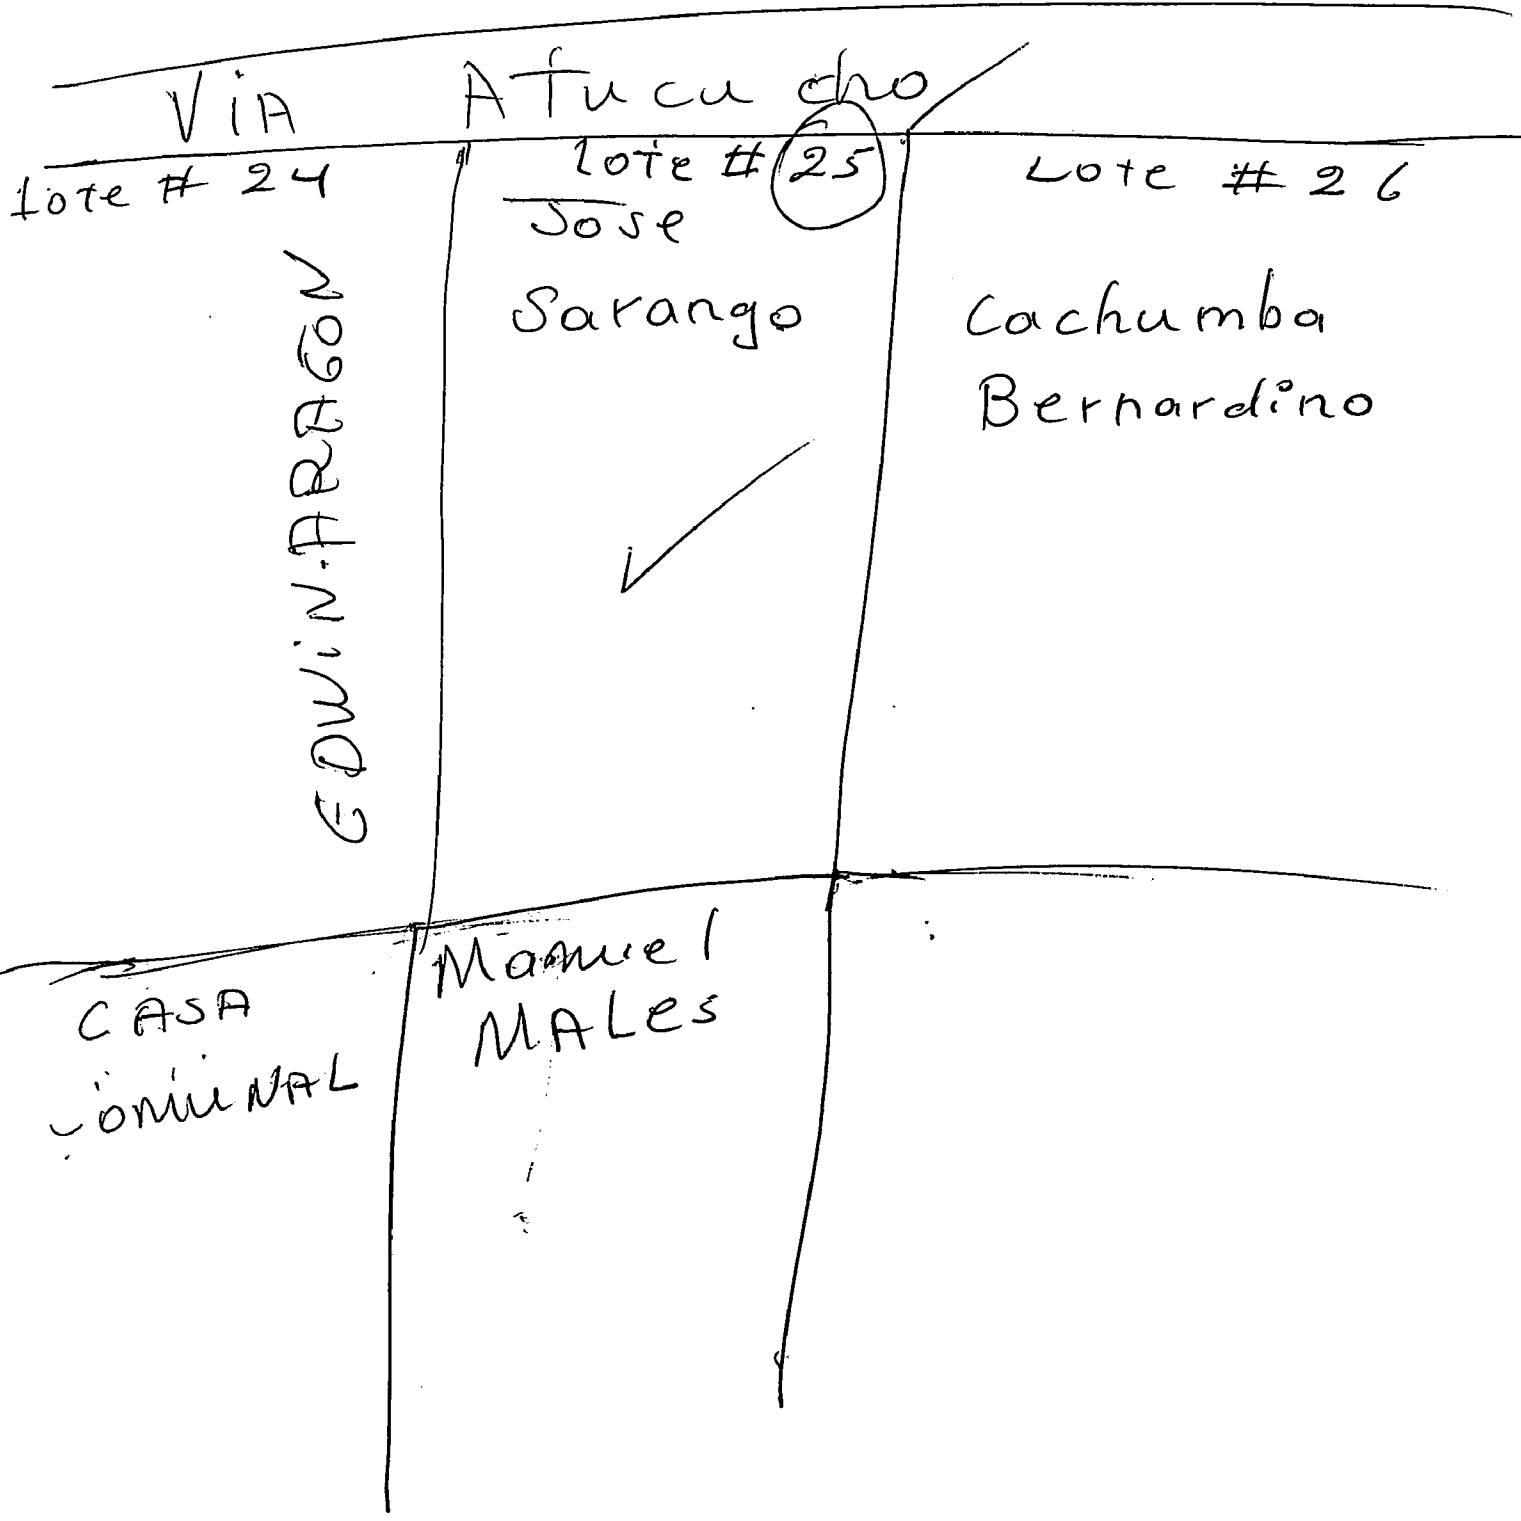 ViA ATucucho
Lote # 24
Lote # 25
Jose
Sarango
Lote # 26
Cachumba
Bernardino
EDWiN.ARAGON
CASA
Manuel
MALes